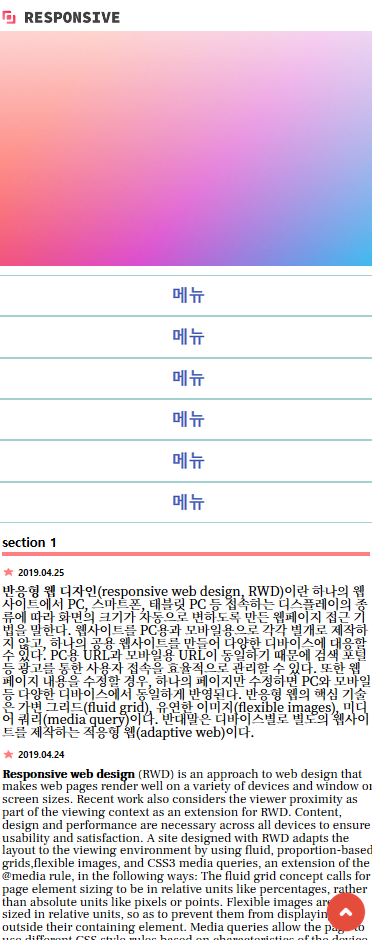 RESPONSIVE
메뉴
메뉴
메뉴
메뉴
메뉴
메뉴
section 1
2019.04.25
반응형 웹 디자인(responsive web design, RWD)이란 하나의 웹
사이트에서 PC, 스마트폰, 태블릿 PC 등 접속하는 디스플레이의 종
류에 따라 화면의 크기가 자동으로 변하도록 만든 웹페이지 접근 기
법을 말한다. 웹사이트를 PC용과 모바일용으로 각각 별개로 제작하
지 않고, 하나의 공용 웹사이트를 만들어 다양한 디바이스에 대응할
수 있다. PC용 URL과 모바일용 URL이 동일하기 때문에 검색 포털
등 광고를 통한 사용자 접속을 효율적으로 관리할 수 있다. 또한 웹
페이지 내용을 수정할 경우, 하나의 페이지만 수정하면 PC와 모바일
등 다양한 디바이스에서 동일하게 반영된다. 반응형 웹의 핵심 기술
은 가변 그리드(fluid grid), 유연한 이미지(flexible images), 미디
어 쿼리(media query)이다. 반대말은 디바이스별로 별도의 웹사이
트를 제작하는 적응형 웹(adaptive web)이다.
2019.04.24
Responsive web design (RWD) is an approach to web design that
makes web pages render well on a variety of devices and window or
screen sizes. Recent work also considers the viewer proximity as
part of the viewing context as an extension for RWD. Content,
design and performance are necessary across all devices to ensure
usability and satisfaction. A site designed with RWD adapts the
layout to the viewing environment by using fluid, proportion-based
grids,flexible images, and CSS3 media queries, an extension of the
@media rule, in the following ways: The fluid grid concept calls for
page element sizing to be in relative units like percentages, rather
than absolute units like pixels or points. Flexible images are
sized in relative units, so as to prevent them from displaying
outside their containing element. Media queries allow the page to
use different CSS style rules based on characteristics of the device